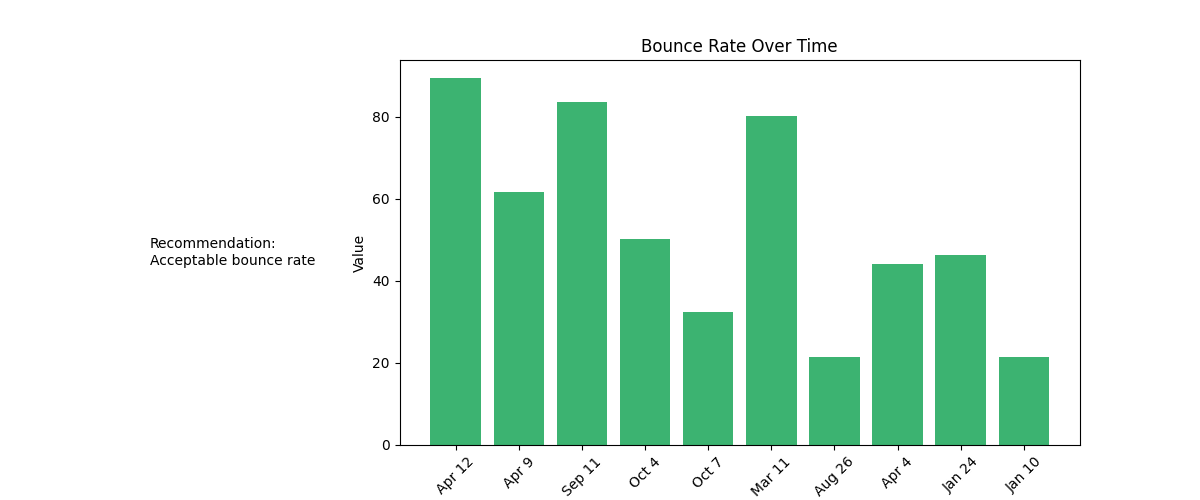 Bounce Rate Over Time
Recommendation:
Acceptable bounce rate
Value
80
60
40
20
0
Apr 12
Apr 9
Sep 11
Oct 4
Oct 7
Mar 11
Aug 26
Apr 4
Jan 24
Jan 10